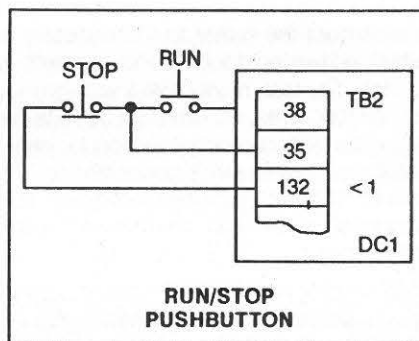 STOP
RUN
38
TB2
35
132
<1
DC1
RUN/STOP
PUSHBUTTON